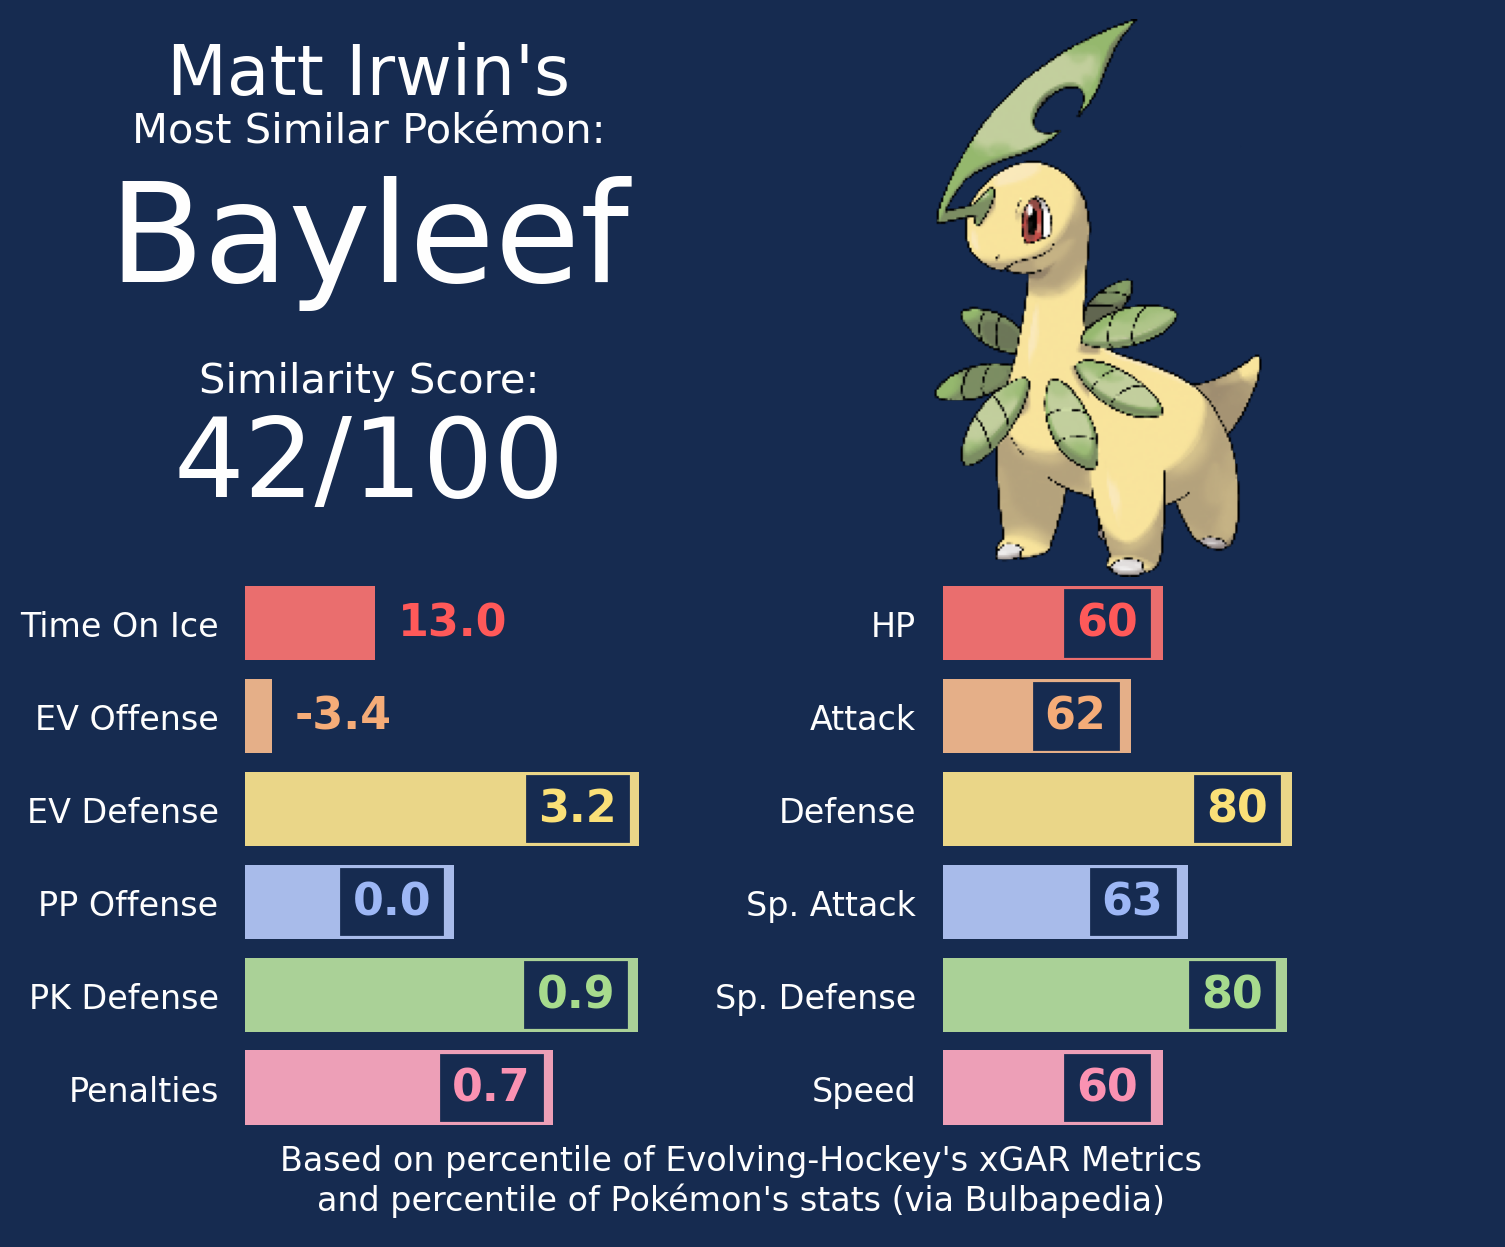 Matt Irwin's
Most Similar Pokémon:
Bayleef
Similarity Score:
42/100
Time On Ice 13.0
EV Offense -3.4
EV Defense 3.2
PP Offense 0.0
PK Defense 0.9
Penalties 0.7
HP 60
Attack 62
Defense 80
Sp. Attack 63
Sp. Defense 80
Speed 60
Based on percentile of Evolving-Hockey's xGAR Metrics
and percentile of Pokémon's stats (via Bulbapedia)